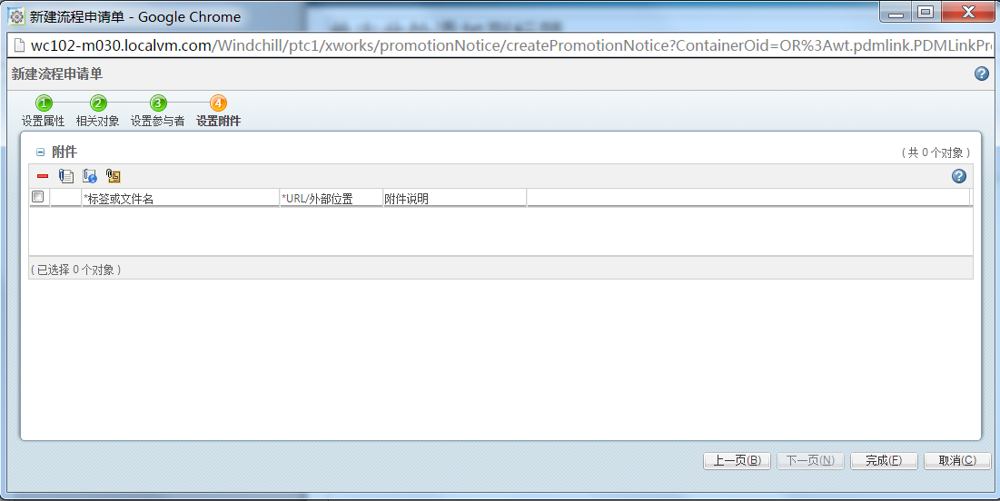 新建流程申请单 - Google Chrome
wc102-m030.localvm.com/Windchill/ptc1/xworks/promotionNotice/createPromotionNotice?ContainerOid=OR%3Awt.pdmlink.PDMLinkPr
新建流程申请单
1 2 3 4
设置属性 相关对象 设置参与者 设置附件
附件 ( 共 0 个对象 )
*标签或文件名 *URL/外部位置 附件说明
( 已选择 0 个对象 )
上一页(B) 下一页(N) 完成(F) 取消(C)